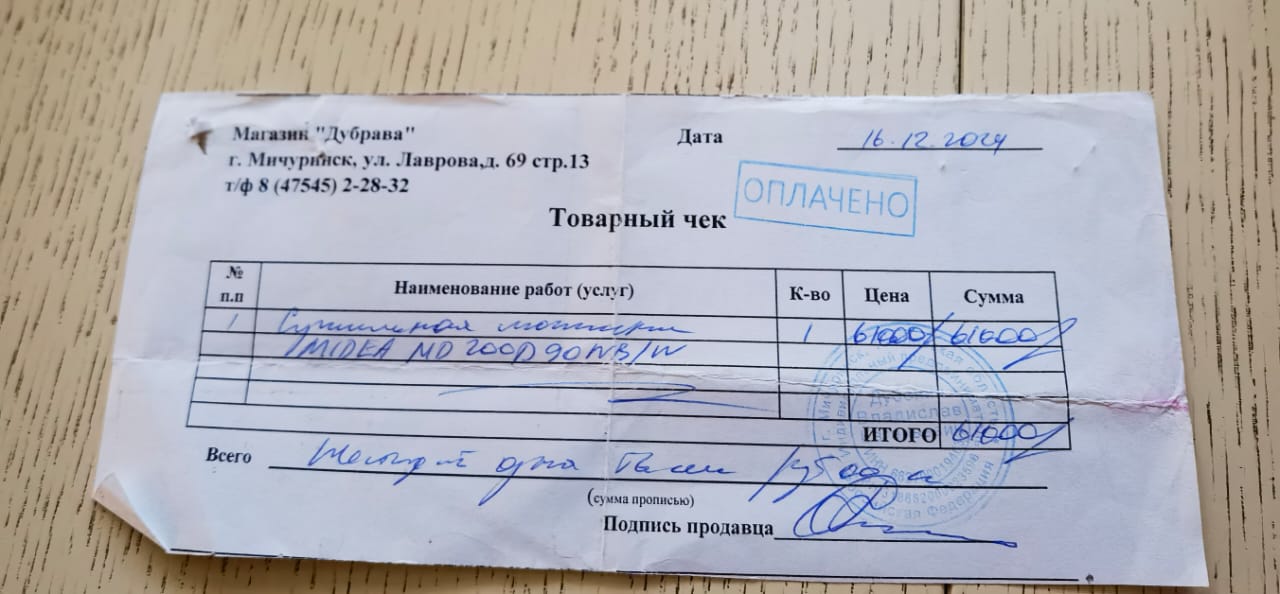 Магазин "Дубрава"
г. Мичуринск, ул. Лаврова,д. 69 стр.13
т/ф 8 (47545) 2-28-32
Дата 16.12.2024
ОПЛАЧЕНО
Товарный чек
№ п.п Наименование работ (услуг) К-во Цена Сумма
1 Сушильная машина 1 61000 61000
MIDEA MD200D90WB/W
ИТОГО 61000
Всего Шестьдесят одна тысяча рублей
(сумма прописью)
Подпись продавца